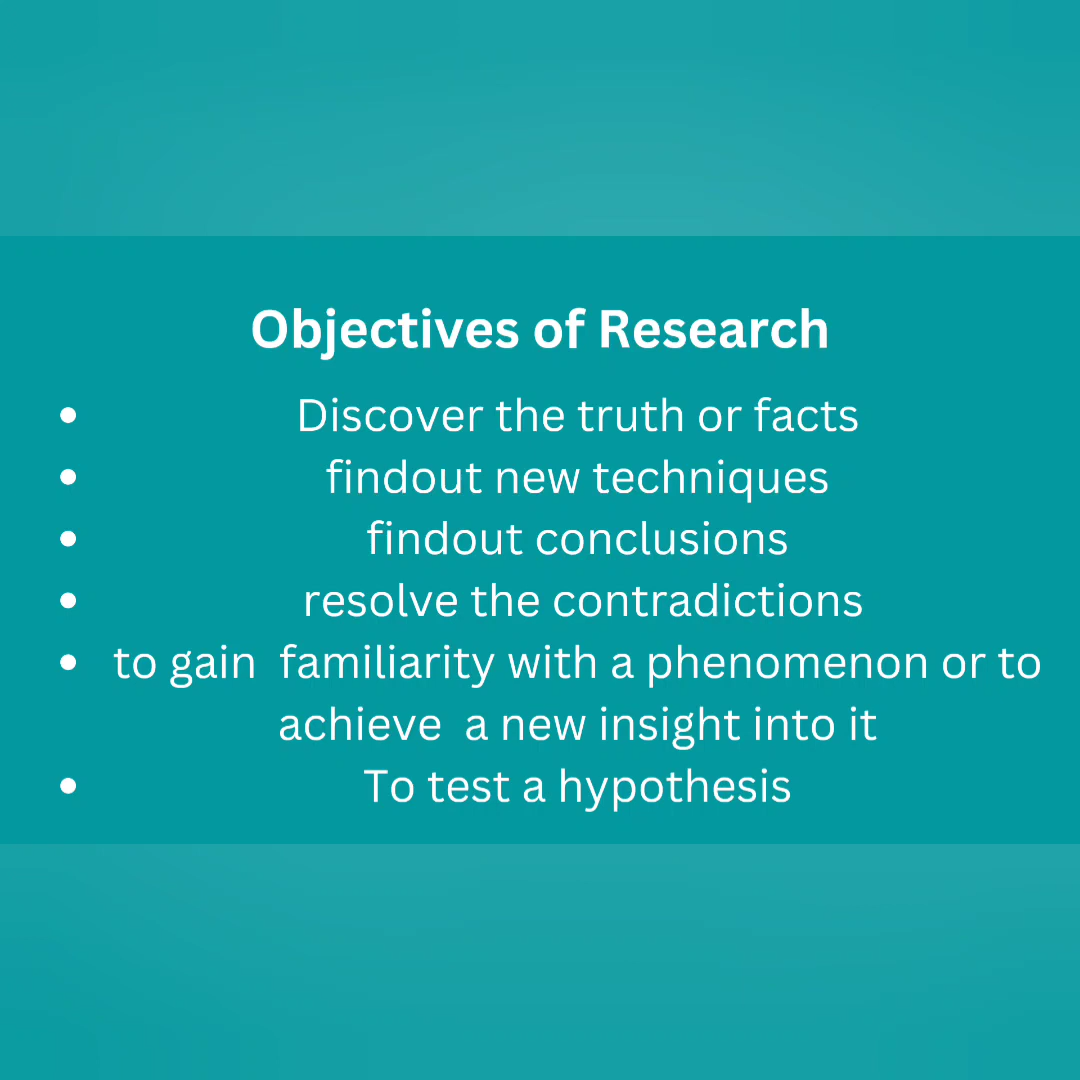 Objectives of Research
• Discover the truth or facts
• findout new techniques
• findout conclusions
• resolve the contradictions
• to gain  familiarity with a phenomenon or to
achieve  a new insight into it
• To test a hypothesis